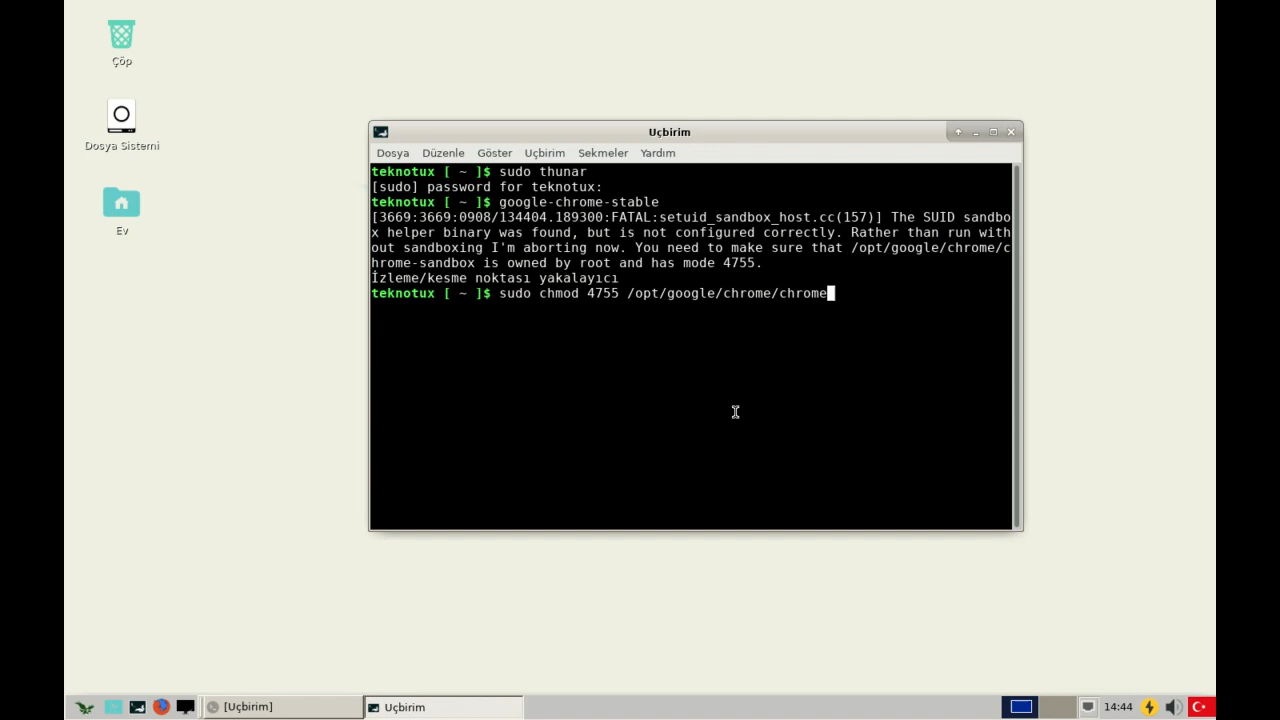 Çöp
Dosya Sistemi
Ev
Uçbirim
Dosya Düzenle Göster Uçbirim Sekmeler Yardım
teknotux [ ~ ]$ sudo thunar
[sudo] password for teknotux:
teknotux [ ~ ]$ google-chrome-stable
[3669:3669:0908/134404.189300:FATAL:setuid_sandbox_host.cc(157)] The SUID sandbo
x helper binary was found, but is not configured correctly. Rather than run with
out sandboxing I'm aborting now. You need to make sure that /opt/google/chrome/c
hrome-sandbox is owned by root and has mode 4755.
İzleme/kesme noktası yakalayıcı
teknotux [ ~ ]$ sudo chmod 4755 /opt/google/chrome/chrome
[Uçbirim]
Uçbirim
14:44